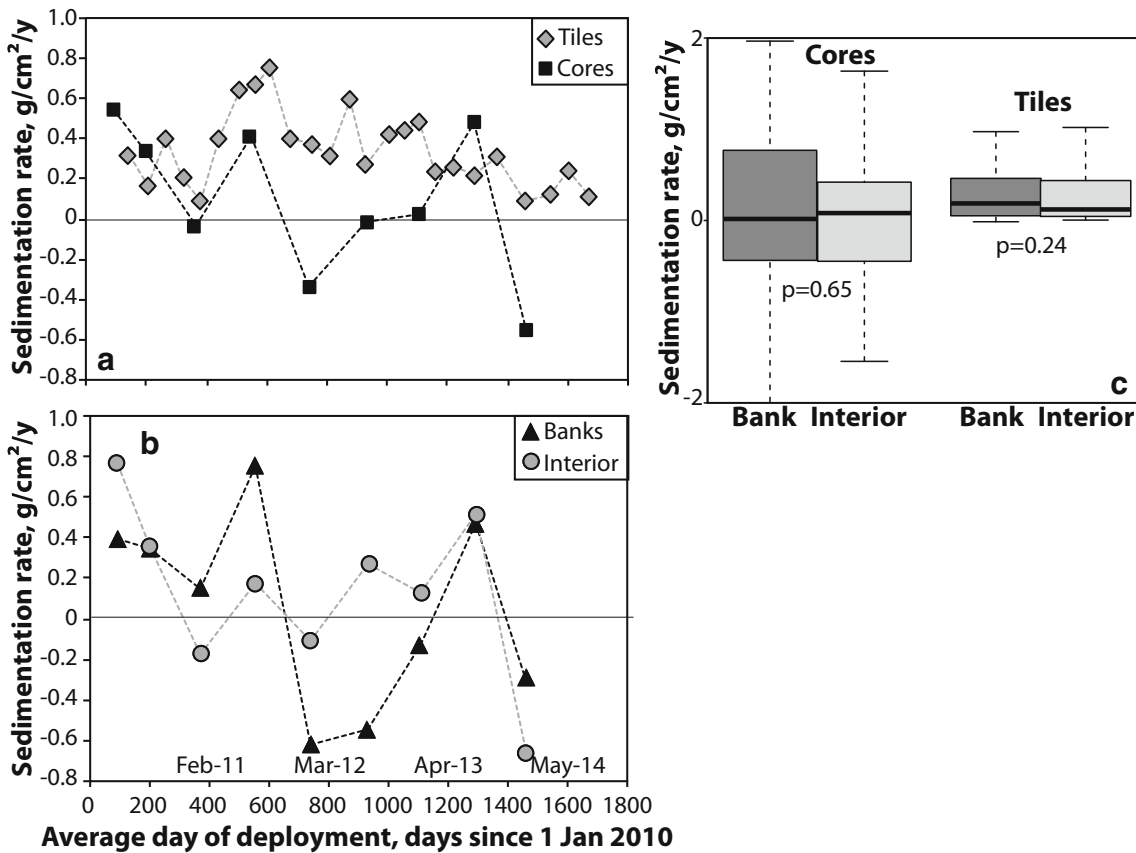 Sedimentation rate, g/cm²/y
1.0
0.8
0.6
0.4
0.2
0
-0.2
-0.4
-0.6
-0.8
Tiles
Cores
a
Sedimentation rate, g/cm²/y
1.0
0.8
0.6
0.4
0.2
0
-0.2
-0.4
-0.6
-0.8
b
Banks
Interior
Feb-11 Mar-12 Apr-13 May-14
0 200 400 600 800 1000 1200 1400 1600 1800
Average day of deployment, days since 1 Jan 2010
Sedimentation rate, g/cm²/y
2
0
-2
Cores
Tiles
p=0.65
p=0.24
c
Bank Interior Bank Interior